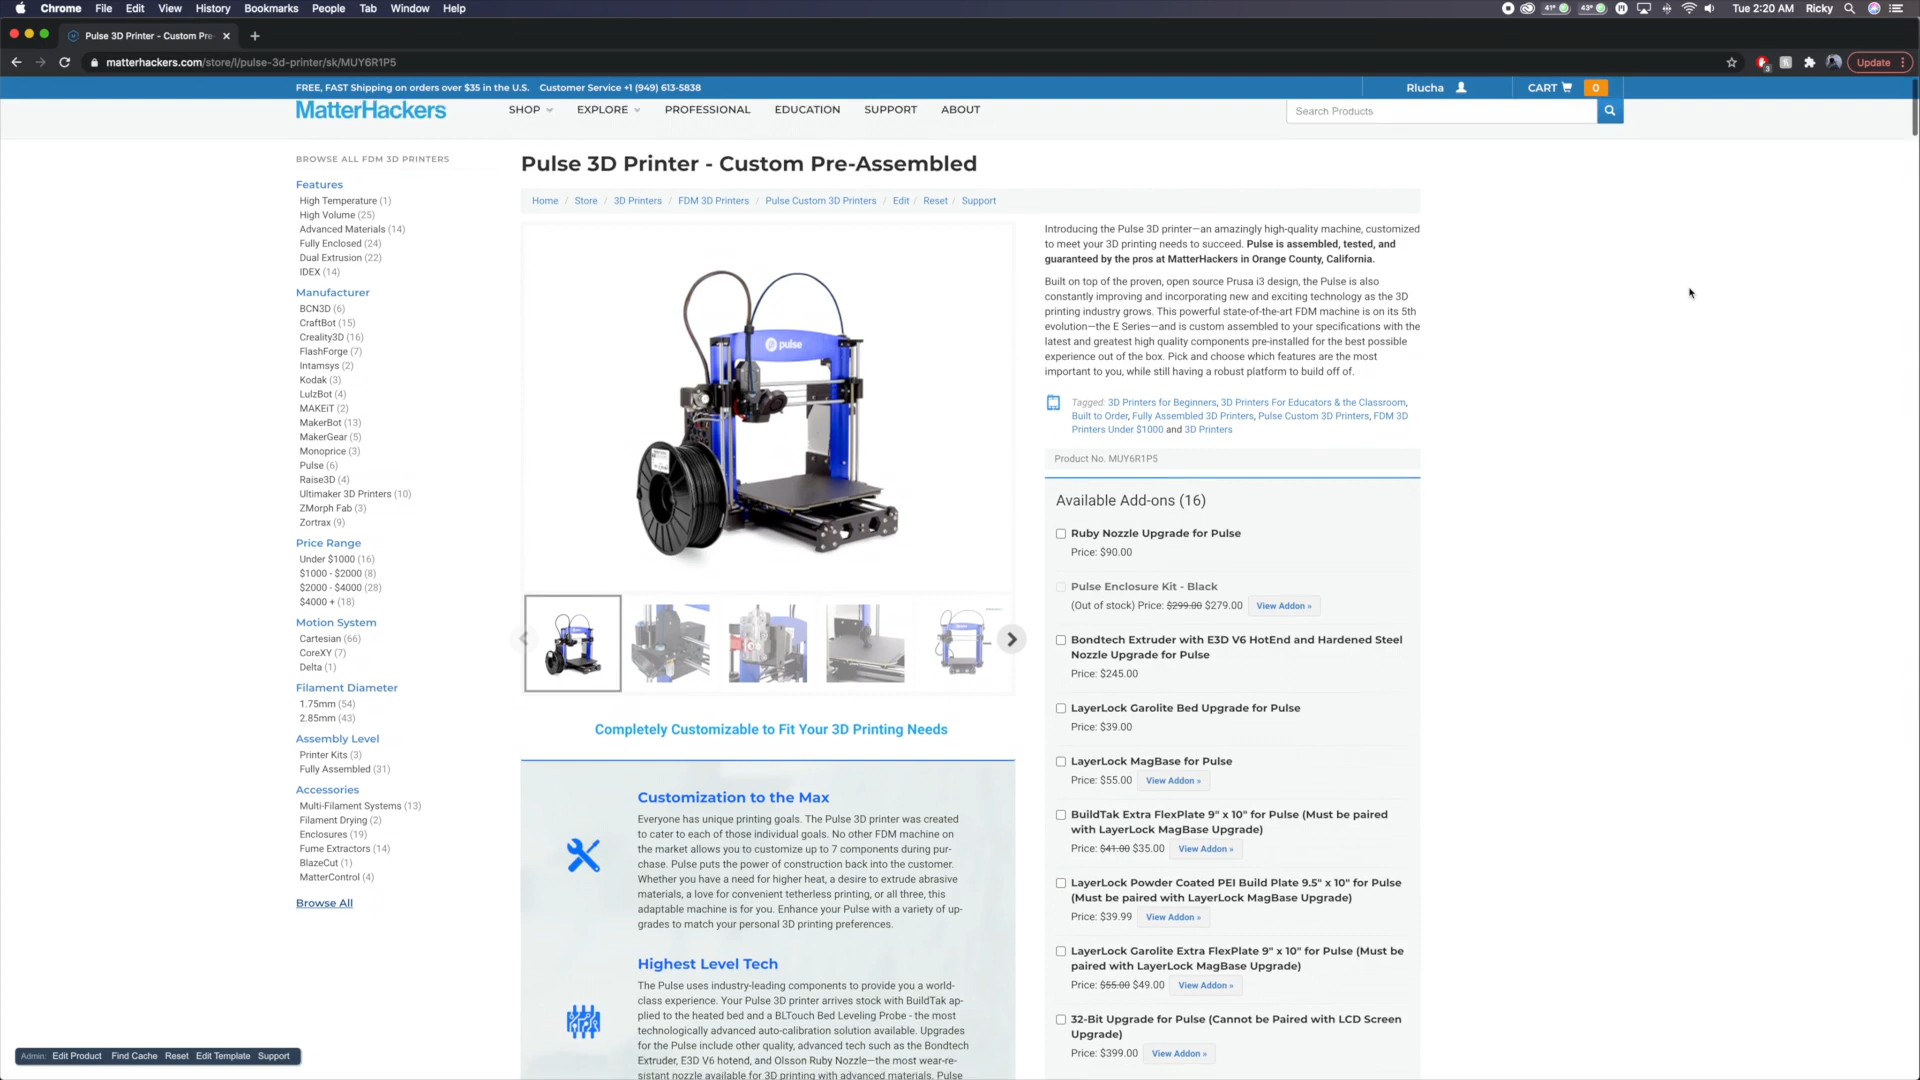 Chrome File Edit View History Bookmarks People Tab Window Help
41° 43° Tue 2:20 AM Ricky
Pulse 3D Printer - Custom Pre-
matterhackers.com/store/l/pulse-3d-printer/sk/MUY6R1P5
3
Update
FREE, FAST Shipping on orders over $35 in the U.S. Customer Service +1 (949) 613-5838
Rlucha CART 0
MatterHackers
SHOP EXPLORE PROFESSIONAL EDUCATION SUPPORT ABOUT
Search Products
BROWSE ALL FDM 3D PRINTERS
Features
High Temperature (1)
High Volume (25)
Advanced Materials (14)
Fully Enclosed (24)
Dual Extrusion (22)
IDEX (14)
Manufacturer
BCN3D (6)
CraftBot (15)
Creality3D (16)
FlashForge (7)
Intamsys (2)
Kodak (3)
LulzBot (4)
MAKEiT (2)
MakerBot (13)
MakerGear (5)
Monoprice (3)
Pulse (6)
Raise3D (4)
Ultimaker 3D Printers (10)
ZMorph Fab (3)
Zortrax (9)
Price Range
Under $1000 (16)
$1000 - $2000 (8)
$2000 - $4000 (28)
$4000 + (18)
Motion System
Cartesian (66)
CoreXY (7)
Delta (1)
Filament Diameter
1.75mm (54)
2.85mm (43)
Assembly Level
Printer Kits (3)
Fully Assembled (31)
Accessories
Multi-Filament Systems (13)
Filament Drying (2)
Enclosures (19)
Fume Extractors (14)
BlazeCut (1)
MatterControl (4)
Browse All
Pulse 3D Printer - Custom Pre-Assembled
Home / Store / 3D Printers / FDM 3D Printers / Pulse Custom 3D Printers / Edit / Reset / Support
pulse
Completely Customizable to Fit Your 3D Printing Needs
Customization to the Max
Everyone has unique printing goals. The Pulse 3D printer was created
to cater to each of those individual goals. No other FDM machine on
the market allows you to customize up to 7 components during pur-
chase. Pulse puts the power of construction back into the customer.
Whether you have a need for higher heat, a desire to extrude abrasive
materials, a love for convenient tetherless printing, or all three, this
adaptable machine is for you. Enhance your Pulse with a variety of up-
grades to match your personal 3D printing preferences.
Highest Level Tech
The Pulse uses industry-leading components to provide you a world-
class experience. Your Pulse 3D printer arrives stock with BuildTak ap-
plied to the heated bed and a BLTouch Bed Leveling Probe - the most
technologically advanced auto-calibration solution available. Upgrades
for the Pulse include other quality, advanced tech such as the Bondtech
Extruder, E3D V6 hotend, and Olsson Ruby Nozzle—the most wear-re-
sistant nozzle available for 3D printing with advanced materials. Pulse
Introducing the Pulse 3D printer—an amazingly high-quality machine, customized
to meet your 3D printing needs to succeed. Pulse is assembled, tested, and
guaranteed by the pros at MatterHackers in Orange County, California.
Built on top of the proven, open source Prusa i3 design, the Pulse is also
constantly improving and incorporating new and exciting technology as the 3D
printing industry grows. This powerful state-of-the-art FDM machine is on its 5th
evolution—the E Series—and is custom assembled to your specifications with the
latest and greatest high quality components pre-installed for the best possible
experience out of the box. Pick and choose which features are the most
important to you, while still having a robust platform to build off of.
Tagged: 3D Printers for Beginners, 3D Printers For Educators & the Classroom,
Built to Order, Fully Assembled 3D Printers, Pulse Custom 3D Printers, FDM 3D
Printers Under $1000 and 3D Printers
Product No. MUY6R1P5
Available Add-ons (16)
Ruby Nozzle Upgrade for Pulse
Price: $90.00
Pulse Enclosure Kit - Black
(Out of stock) Price: $299.00 $279.00 View Addon »
Bondtech Extruder with E3D V6 HotEnd and Hardened Steel
Nozzle Upgrade for Pulse
Price: $245.00
LayerLock Garolite Bed Upgrade for Pulse
Price: $39.00
LayerLock MagBase for Pulse
Price: $55.00 View Addon »
BuildTak Extra FlexPlate 9" x 10" for Pulse (Must be paired
with LayerLock MagBase Upgrade)
Price: $41.00 $35.00 View Addon »
LayerLock Powder Coated PEI Build Plate 9.5" x 10" for Pulse
(Must be paired with LayerLock MagBase Upgrade)
Price: $39.99 View Addon »
LayerLock Garolite Extra FlexPlate 9" x 10" for Pulse (Must be
paired with LayerLock MagBase Upgrade)
Price: $55.00 $49.00 View Addon »
32-Bit Upgrade for Pulse (Cannot be Paired with LCD Screen
Upgrade)
Price: $399.00 View Addon »
Admin: Edit Product Find Cache Reset Edit Template Support